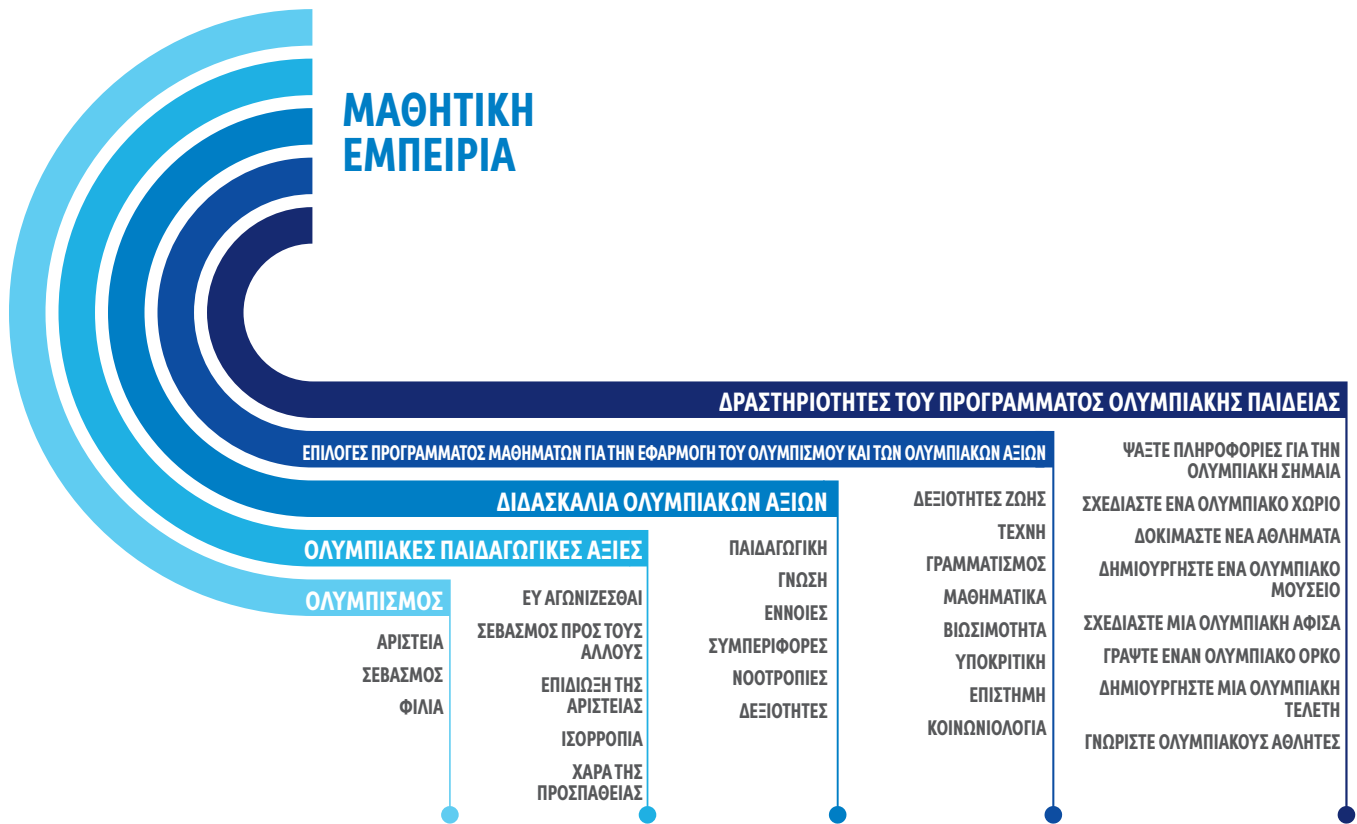 ΜΑΘΗΤΙΚΗ
ΕΜΠΕΙΡΙΑ
ΔΡΑΣΤΗΡΙΟΤΗΤΕΣ ΤΟΥ ΠΡΟΓΡΑΜΜΑΤΟΣ ΟΛΥΜΠΙΑΚΗΣ ΠΑΙΔΕΙΑΣ
ΨΑΞΤΕ ΠΛΗΡΟΦΟΡΙΕΣ ΓΙΑ ΤΗΝ
ΟΛΥΜΠΙΑΚΗ ΣΗΜΑΙΑ
ΣΧΕΔΙΑΣΤΕ ΕΝΑ ΟΛΥΜΠΙΑΚΟ ΧΩΡΙΟ
ΔΟΚΙΜΑΣΤΕ ΝΕΑ ΑΘΛΗΜΑΤΑ
ΔΗΜΙΟΥΡΓΗΣΤΕ ΕΝΑ ΟΛΥΜΠΙΑΚΟ
ΜΟΥΣΕΙΟ
ΣΧΕΔΙΑΣΤΕ ΜΙΑ ΟΛΥΜΠΙΑΚΗ ΑΦΙΣΑ
ΓΡΑΨΤΕ ΕΝΑΝ ΟΛΥΜΠΙΑΚΟ ΟΡΚΟ
ΔΗΜΙΟΥΡΓΗΣΤΕ ΜΙΑ ΟΛΥΜΠΙΑΚΗ
ΤΕΛΕΤΗ
ΓΝΩΡΙΣΤΕ ΟΛΥΜΠΙΑΚΟΥΣ ΑΘΛΗΤΕΣ
ΕΠΙΛΟΓΕΣ ΠΡΟΓΡΑΜΜΑΤΟΣ ΜΑΘΗΜΑΤΩΝ ΓΙΑ ΤΗΝ ΕΦΑΡΜΟΓΗ ΤΟΥ ΟΛΥΜΠΙΣΜΟΥ ΚΑΙ ΤΩΝ ΟΛΥΜΠΙΑΚΩΝ ΑΞΙΩΝ
ΔΕΞΙΟΤΗΤΕΣ ΖΩΗΣ
ΤΕΧΝΗ
ΓΡΑΜΜΑΤΙΣΜΟΣ
ΜΑΘΗΜΑΤΙΚΑ
ΒΙΩΣΙΜΟΤΗΤΑ
ΥΠΟΚΡΙΤΙΚΗ
ΕΠΙΣΤΗΜΗ
ΚΟΙΝΩΝΙΟΛΟΓΙΑ
ΔΙΔΑΣΚΑΛΙΑ ΟΛΥΜΠΙΑΚΩΝ ΑΞΙΩΝ
ΠΑΙΔΑΓΩΓΙΚΗ
ΓΝΩΣΗ
ΕΝΝΟΙΕΣ
ΣΥΜΠΕΡΙΦΟΡΕΣ
ΝΟΟΤΡΟΠΙΕΣ
ΔΕΞΙΟΤΗΤΕΣ
ΟΛΥΜΠΙΑΚΕΣ ΠΑΙΔΑΓΩΓΙΚΕΣ ΑΞΙΕΣ
ΕΥ ΑΓΩΝΙΖΕΣΘΑΙ
ΣΕΒΑΣΜΟΣ ΠΡΟΣ ΤΟΥΣ
ΑΛΛΟΥΣ
ΕΠΙΔΙΩΞΗ ΤΗΣ
ΑΡΙΣΤΕΙΑΣ
ΙΣΟΡΡΟΠΙΑ
ΧΑΡΑ ΤΗΣ
ΠΡΟΣΠΑΘΕΙΑΣ
ΟΛΥΜΠΙΣΜΟΣ
ΑΡΙΣΤΕΙΑ
ΣΕΒΑΣΜΟΣ
ΦΙΛΙΑ